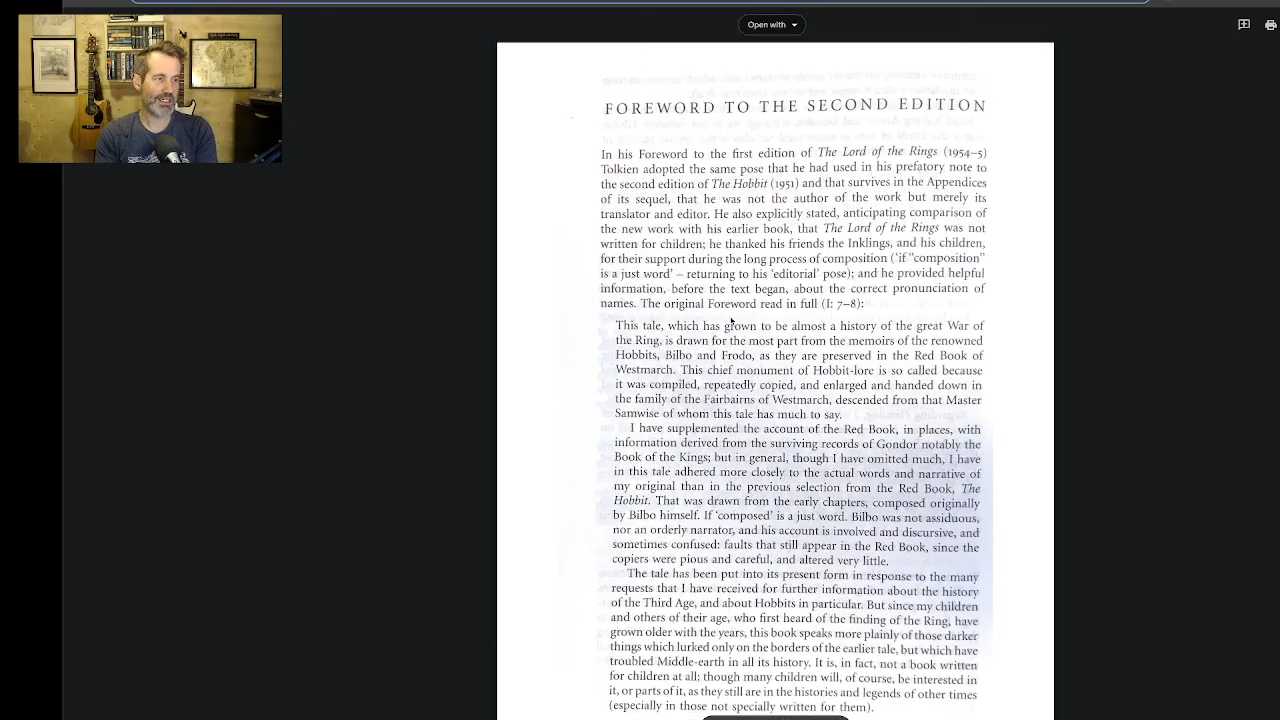 Open with
FOREWORD TO THE SECOND EDITION
In his Foreword to the first edition of The Lord of the Rings (1954–5)
Tolkien adopted the same pose that he had used in his prefatory note to
the second edition of The Hobbit (1951) and that survives in the Appendices
of its sequel, that he was not the author of the work but merely its
translator and editor. He also explicitly stated, anticipating comparison of
the new work with his earlier book, that The Lord of the Rings was not
written for children; he thanked his friends the Inklings, and his children,
for their support during the long process of composition (‘if “composition”
is a just word’ – returning to his ‘editorial’ pose); and he provided helpful
information, before the text began, about the correct pronunciation of
names. The original Foreword read in full (I: 7–8):
This tale, which has grown to be almost a history of the great War of
the Ring, is drawn for the most part from the memoirs of the renowned
Hobbits, Bilbo and Frodo, as they are preserved in the Red Book of
Westmarch. This chief monument of Hobbit-lore is so called because
it was compiled, repeatedly copied, and enlarged and handed down in
the family of the Fairbairns of Westmarch, descended from that Master
Samwise of whom this tale has much to say.
I have supplemented the account of the Red Book, in places, with
information derived from the surviving records of Gondor notably the
Book of the Kings; but in general, though I have omitted much, I have
in this tale adhered more closely to the actual words and narrative of
my original than in the previous selection from the Red Book, The
Hobbit. That was drawn from the early chapters, composed originally
by Bilbo himself. If ‘composed’ is a just word. Bilbo was not assiduous,
nor an orderly narrator, and his account is involved and discursive, and
sometimes confused: faults that still appear in the Red Book, since the
copiers were pious and careful, and altered very little.
The tale has been put into its present form in response to the many
requests that I have received for further information about the history
of the Third Age, and about Hobbits in particular. But since my children
and others of their age, who first heard of the finding of the Ring, have
grown older with the years, this book speaks more plainly of those darker
things which lurked only on the borders of the earlier tale, but which have
troubled Middle-earth in all its history. It is, in fact, not a book written
for children at all; though many children will, of course, be interested in
it, or parts of it, as they still are in the histories and legends of other times
(especially in those not specially written for them).